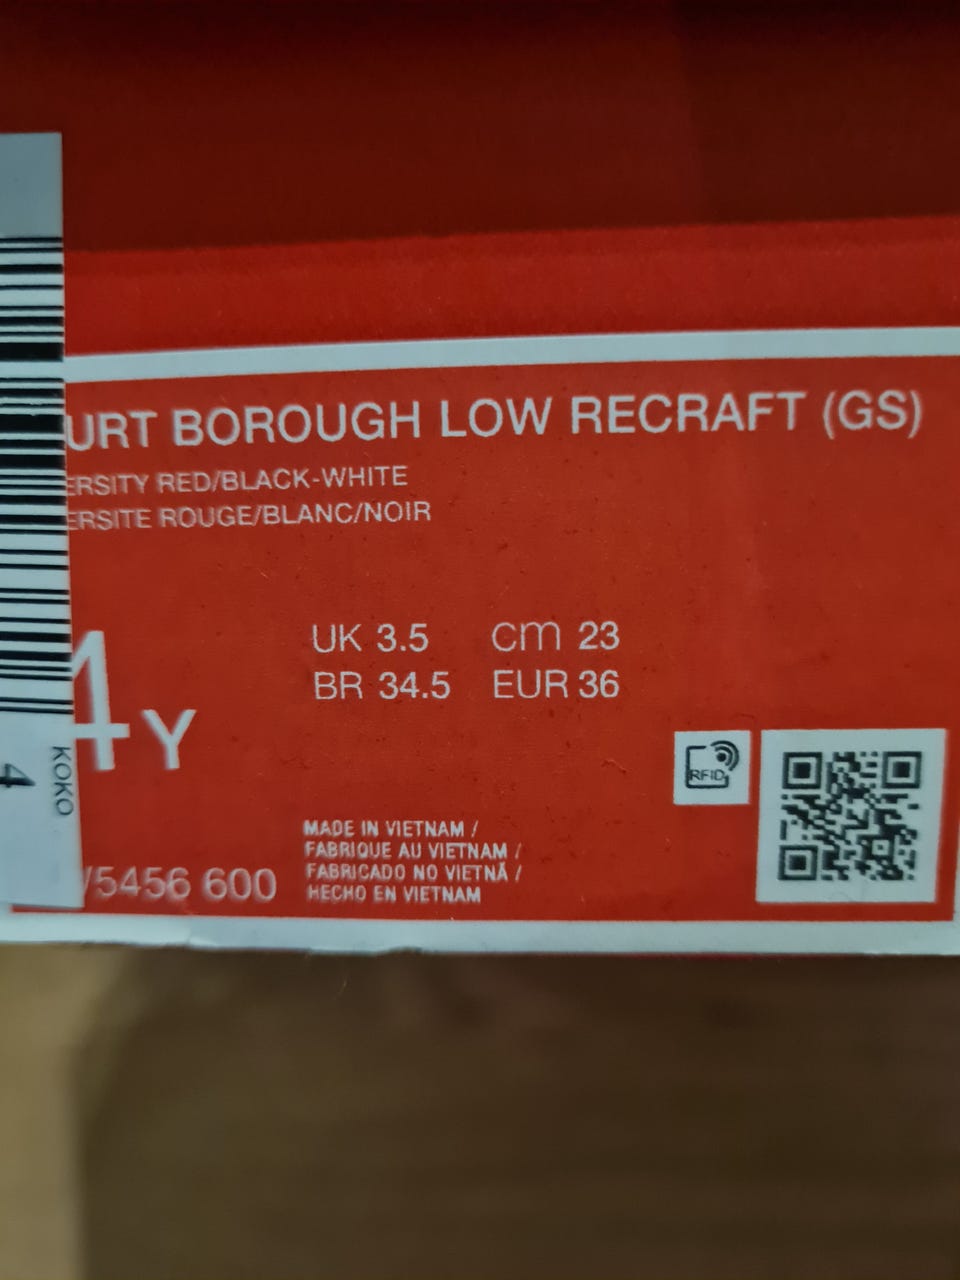 URT BOROUGH LOW RECRAFT (GS)
ERSITY RED/BLACK-WHITE
ERSITE ROUGE/BLANC/NOIR
UK 3.5 cm 23
BR 34.5 EUR 36
4Y
KOKO
4
RFID
MADE IN VIETNAM /
FABRIQUE AU VIETNAM /
FABRICADO NO VIETNÃ /
HECHO EN VIETNAM
5456 600